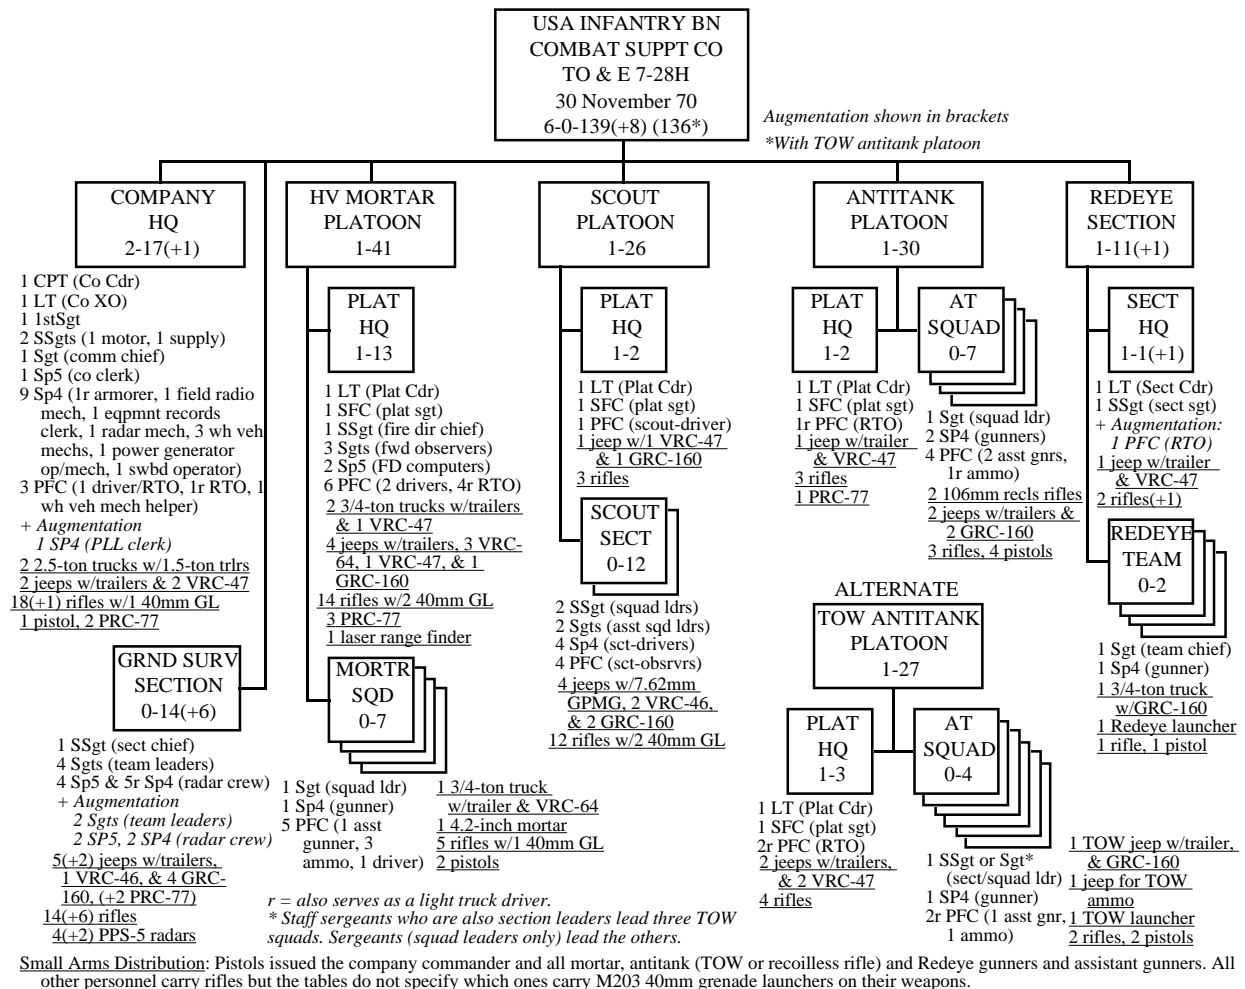 USA INFANTRY BN
COMBAT SUPPT CO
TO & E 7-28H
30 November 70
6-0-139(+8) (136*)
Augmentation shown in brackets
*With TOW antitank platoon
COMPANY
HQ
2-17(+1)
1 CPT (Co Cdr)
1 LT (Co XO)
1 1stSgt
2 SSgts (1 motor, 1 supply)
1 Sgt (comm chief)
1 Sp5 (co clerk)
9 Sp4 (1r armorer, 1 field radio
mech, 1 eqpmnt records
clerk, 1 radar mech, 3 wh veh
mechs, 1 power generator
op/mech, 1 swbd operator)
3 PFC (1 driver/RTO, 1r RTO, 1
wh veh mech helper)
+ Augmentation
1 SP4 (PLL clerk)
2 2.5-ton trucks w/1.5-ton trlrs
2 jeeps w/trailers & 2 VRC-47
18(+1) rifles w/1 40mm GL
1 pistol, 2 PRC-77
GRND SURV
SECTION
0-14(+6)
1 SSgt (sect chief)
4 Sgts (team leaders)
4 Sp5 & 5r Sp4 (radar crew)
+ Augmentation
2 Sgts (team leaders)
2 SP5, 2 SP4 (radar crew)
5(+2) jeeps w/trailers,
1 VRC-46, & 4 GRC-
160, (+2 PRC-77)
14(+6) rifles
4(+2) PPS-5 radars
HV MORTAR
PLATOON
1-41
PLAT
HQ
1-13
1 LT (Plat Cdr)
1 SFC (plat sgt)
1 SSgt (fire dir chief)
3 Sgts (fwd observers)
2 Sp5 (FD computers)
6 PFC (2 drivers, 4r RTO)
2 3/4-ton trucks w/trailers
& 1 VRC-47
4 jeeps w/trailers, 3 VRC-
64, 1 VRC-47, & 1
GRC-160
14 rifles w/2 40mm GL
3 PRC-77
1 laser range finder
MORTR
SQD
0-7
1 Sgt (squad ldr)
1 Sp4 (gunner)
5 PFC (1 asst
gunner, 3
ammo, 1 driver)
1 3/4-ton truck
w/trailer & VRC-64
1 4.2-inch mortar
5 rifles w/1 40mm GL
2 pistols
SCOUT
PLATOON
1-26
PLAT
HQ
1-2
1 LT (Plat Cdr)
1 SFC (plat sgt)
1 PFC (scout-driver)
1 jeep w/1 VRC-47
& 1 GRC-160
3 rifles
SCOUT
SECT
0-12
2 SSgt (squad ldrs)
2 Sgts (asst sqd ldrs)
4 Sp4 (sct-drivers)
4 PFC (sct-obsrvrs)
4 jeeps w/7.62mm
GPMG, 2 VRC-46,
& 2 GRC-160
12 rifles w/2 40mm GL
ANTITANK
PLATOON
1-30
PLAT
HQ
1-2
1 LT (Plat Cdr)
1 SFC (plat sgt)
1r PFC (RTO)
1 jeep w/trailer
& VRC-47
3 rifles
1 PRC-77
AT
SQUAD
0-7
1 Sgt (squad ldr)
2 SP4 (gunners)
4 PFC (2 asst gnrs,
1r ammo)
2 106mm recls rifles
2 jeeps w/trailers &
2 GRC-160
3 rifles, 4 pistols
ALTERNATE
TOW ANTITANK
PLATOON
1-27
PLAT
HQ
1-3
1 LT (Plat Cdr)
1 SFC (plat sgt)
2r PFC (RTO)
2 jeeps w/trailers,
& 2 VRC-47
4 rifles
AT
SQUAD
0-4
1 SSgt or Sgt*
(sect/squad ldr)
1 SP4 (gunner)
2r PFC (1 asst gnr,
1 ammo)
1 TOW jeep w/trailer,
& GRC-160
1 jeep for TOW
ammo
1 TOW launcher
2 rifles, 2 pistols
REDEYE
SECTION
1-11(+1)
SECT
HQ
1-1(+1)
1 LT (Sect Cdr)
1 SSgt (sect sgt)
+ Augmentation:
1 PFC (RTO)
1 jeep w/trailer
& VRC-47
2 rifles(+1)
REDEYE
TEAM
0-2
1 Sgt (team chief)
1 Sp4 (gunner)
1 3/4-ton truck
w/GRC-160
1 Redeye launcher
1 rifle, 1 pistol
r = also serves as a light truck driver.
* Staff sergeants who are also section leaders lead three TOW
squads. Sergeants (squad leaders only) lead the others.
Small Arms Distribution: Pistols issued the company commander and all mortar, antitank (TOW or recoilless rifle) and Redeye gunners and assistant gunners. All
other personnel carry rifles but the tables do not specify which ones carry M203 40mm grenade launchers on their weapons.